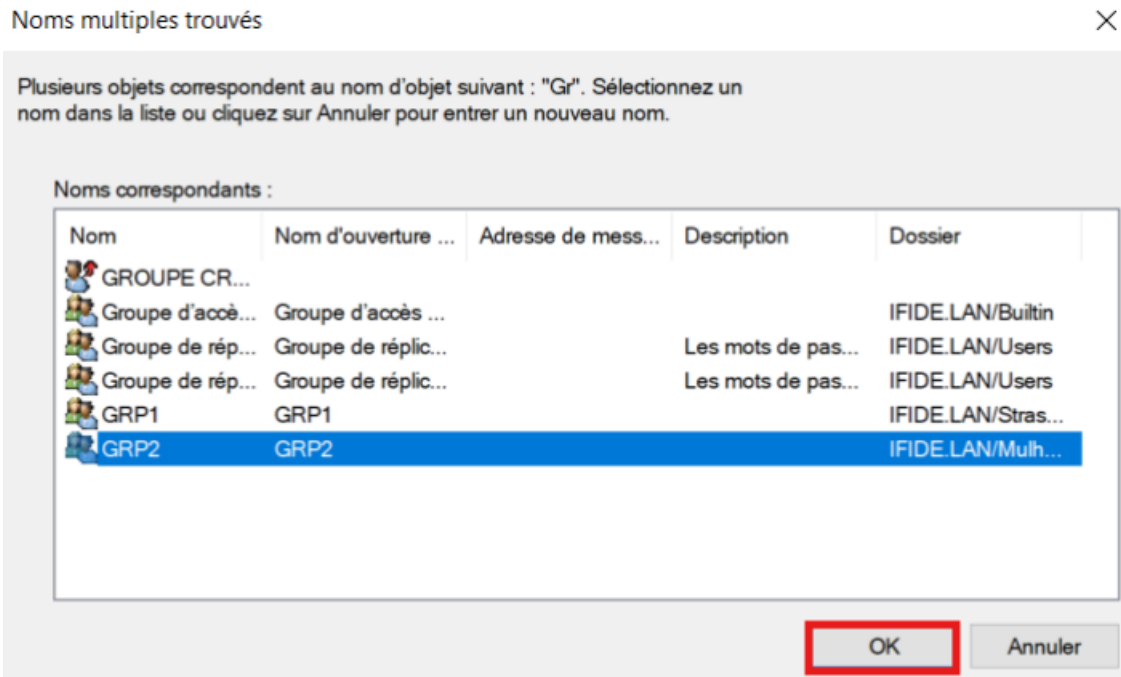 Noms multiples trouvés
Plusieurs objets correspondent au nom d'objet suivant : "Gr". Sélectionnez un
nom dans la liste ou cliquez sur Annuler pour entrer un nouveau nom.
Noms correspondants :
Nom Nom d'ouverture ... Adresse de mess... Description Dossier
GROUPE CR...
Groupe d'accè... Groupe d'accès ... IFIDE.LAN/Builtin
Groupe de rép... Groupe de réplic... Les mots de pas... IFIDE.LAN/Users
Groupe de rép... Groupe de réplic... Les mots de pas... IFIDE.LAN/Users
GRP1 GRP1 IFIDE.LAN/Stras...
GRP2 GRP2 IFIDE.LAN/Mulh...
OK Annuler